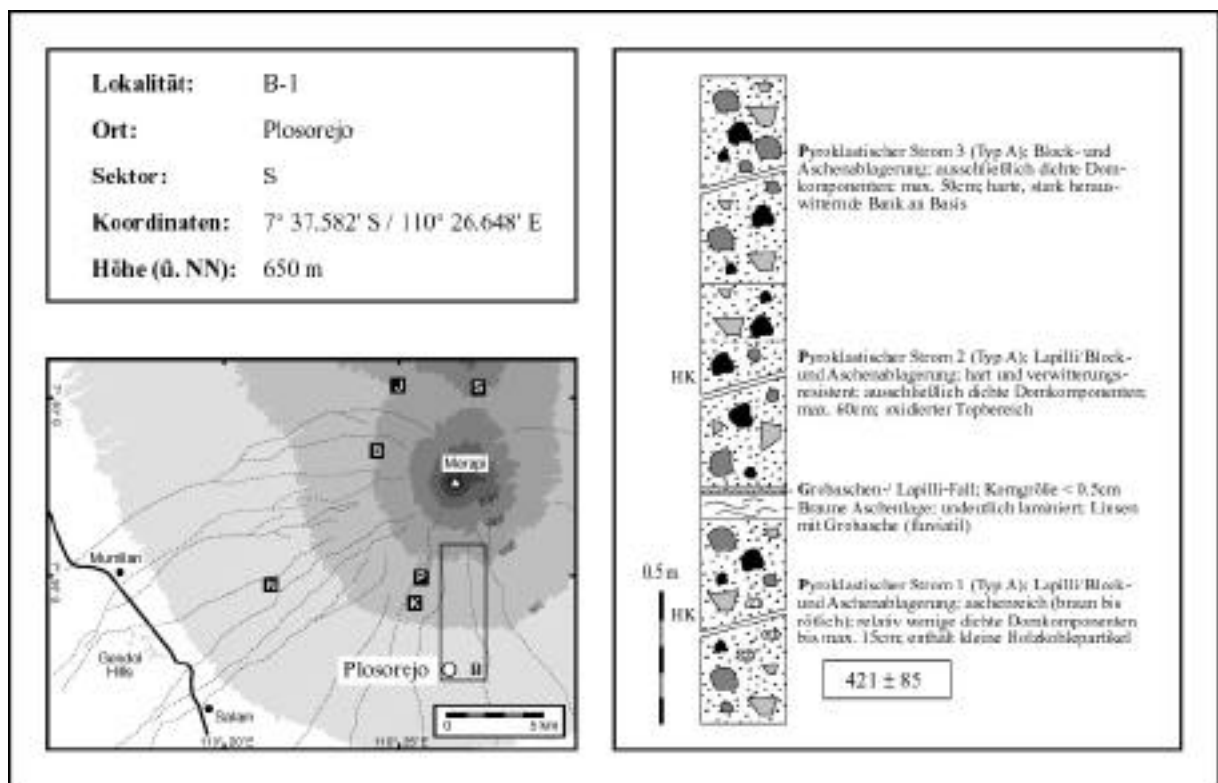 Lokalität: B-1
Ort: Plosorejo
Sektor: S
Koordinaten: 7° 37.582' S / 110° 26.648' E
Höhe (ü. NN): 650 m
J
S
Merapi
Muntilan
P
K
Gendol
Hills
Plosorejo
B
Salam
0 5 km
110° 20'E
110° 25'E
Pyroklastischer Strom 3 (Typ A); Block- und
Aschenablagerung; ausschließlich dichte Dom-
komponenten; max. 50cm; harte, stark heraus-
witternde Bank an Basis
HK
Pyroklastischer Strom 2 (Typ A); Lapilli/Block-
und Aschenablagerung; hart und verwitterungs-
resistent; ausschließlich dichte Domkomponenten;
max. 60cm; oxidierter Topbereich
Grobaschen-/ Lapilli-Fall; Korngröße < 0.5cm
Braune Aschenlage; undeutlich laminiert; Linsen
mit Grobasche (fluviatil)
0.5 m
HK
Pyroklastischer Strom 1 (Typ A); Lapilli/Block-
und Aschenablagerung; aschenreich (braun bis
rötlich); relativ wenige dichte Domkomponenten
bis max. 15cm; enthält kleine Holzkohlepartikel
421 ± 85